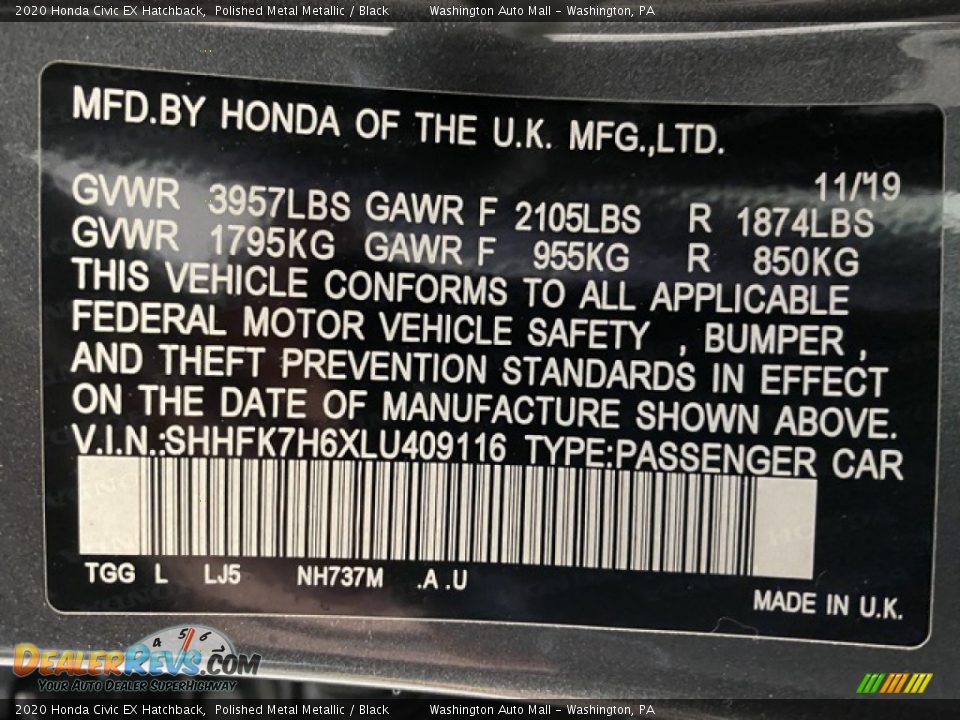 2020 Honda Civic EX Hatchback, Polished Metal Metallic / Black Washington Auto Mall - Washington, PA
MFD.BY HONDA OF THE U.K. MFG.,LTD.
11/'19
GVWR 3957LBS GAWR F 2105LBS R 1874LBS
GVWR 1795KG GAWR F 955KG R 850KG
THIS VEHICLE CONFORMS TO ALL APPLICABLE
FEDERAL MOTOR VEHICLE SAFETY , BUMPER ,
AND THEFT PREVENTION STANDARDS IN EFFECT
ON THE DATE OF MANUFACTURE SHOWN ABOVE.
V.I.N.:SHHFK7H6XLU409116 TYPE:PASSENGER CAR
TGG L LJ5 NH737M .A .U
MADE IN U.K.
4 5 6
DEALERREVS.COM
YOUR AUTO DEALER SUPERHIGHWAY
2020 Honda Civic EX Hatchback, Polished Metal Metallic / Black Washington Auto Mall - Washington, PA